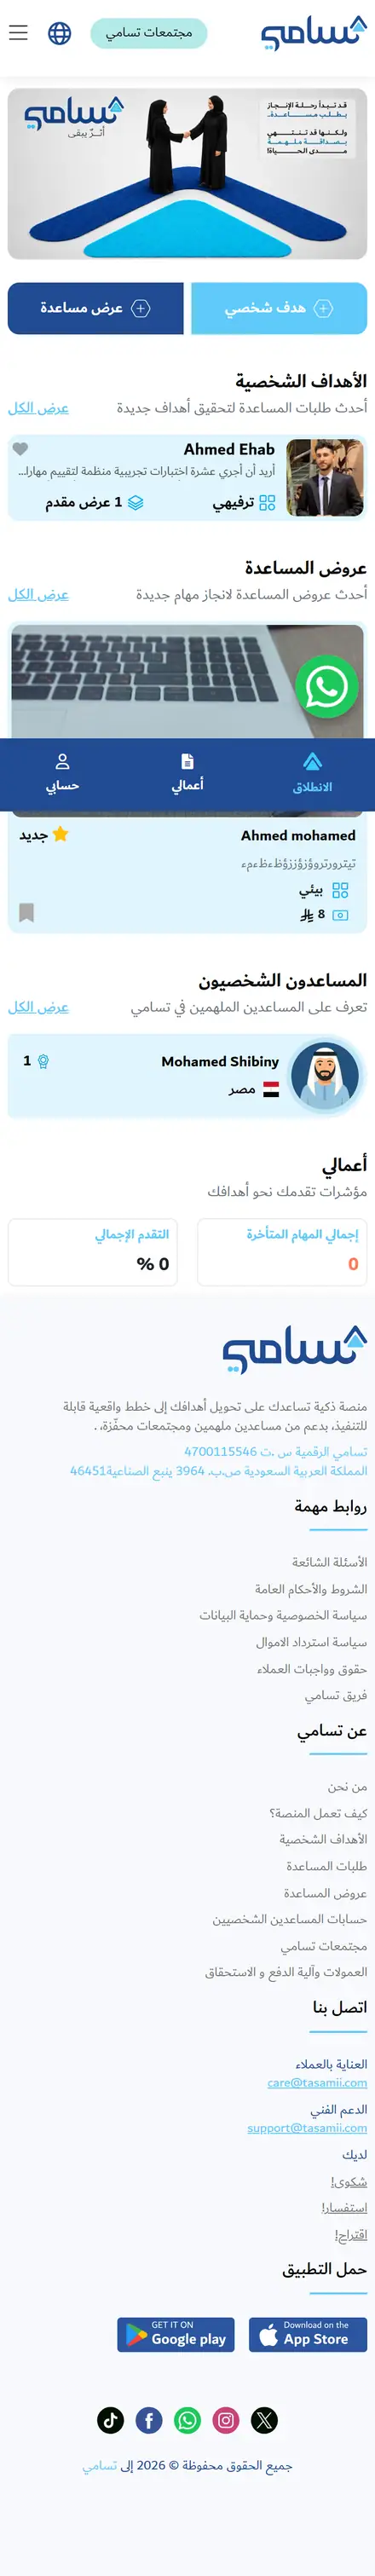 تسامي
مجتمعات تسامي
تسامي
أثـرٌ يبقى
قد تبدأ رحلـة الإنجاز
بطلب مســاعــدة.
ولكنـها قد تنـتــهي
بصـداقة ملهمـة
مــدى الحيـــاة!
هدف شخصي
عرض مساعدة
الأهداف الشخصية
أحدث طلبات المساعدة لتحقيق أهداف جديدة
عرض الكل
Ahmed Ehab
أريد أن أجري عشرة اختبارات تجريبية منظمة لتقييم مهارا...
ترفيهي
1 عرض مقدم
عروض المساعدة
أحدث عروض المساعدة لانجاز مهام جديدة
عرض الكل
الانطلاق
أعمالي
حسابي
Ahmed mohamed
جديد
بيئي
8
المساعدون الشخصيون
تعرف على المساعدين الملهمين في تسامي
عرض الكل
Mohamed Shibiny
1
مصر
أعمالي
مؤشرات تقدمك نحو أهدافك
إجمالي المهام المتأخرة
0
التقدم الإجمالي
0 %
تسامي
منصة ذكية تساعدك على تحويل أهدافك إلى خطط واقعية قابلة
للتنفيذ، بدعم من مساعدين ملهمين ومجتمعات محفّزة، .
تسامي الرقمية س .ت 4700115546
المملكة العربية السعودية ص.ب. 3964 ينبع الصناعية46451
روابط مهمة
الأسئلة الشائعة
الشروط والأحكام العامة
سياسة الخصوصية وحماية البيانات
سياسة استرداد الاموال
حقوق وواجبات العملاء
فريق تسامي
عن تسامي
من نحن
كيف تعمل المنصة؟
الأهداف الشخصية
طلبات المساعدة
عروض المساعدة
حسابات المساعدين الشخصيين
مجتمعات تسامي
العمولات وآلية الدفع و الاستحقاق
اتصل بنا
العناية بالعملاء
care@tasamii.com
الدعم الفني
support@tasamii.com
لديك
شكوى!
استفسار!
اقتراح!
حمل التطبيق
Download on the
App Store
GET IT ON
Google play
جميع الحقوق محفوظة © 2026 إلى تسامي